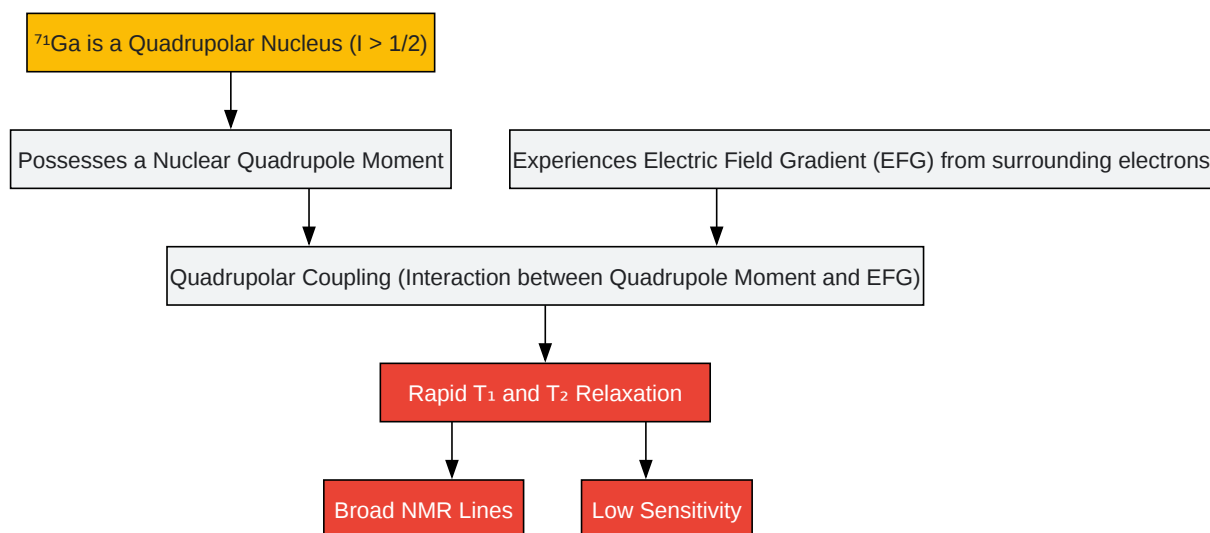 ⁷¹Ga is a Quadrupolar Nucleus (I > 1/2)
Possesses a Nuclear Quadrupole Moment
Experiences Electric Field Gradient (EFG) from surrounding electrons
Quadrupolar Coupling (Interaction between Quadrupole Moment and EFG)
Rapid T₁ and T₂ Relaxation
Broad NMR Lines
Low Sensitivity